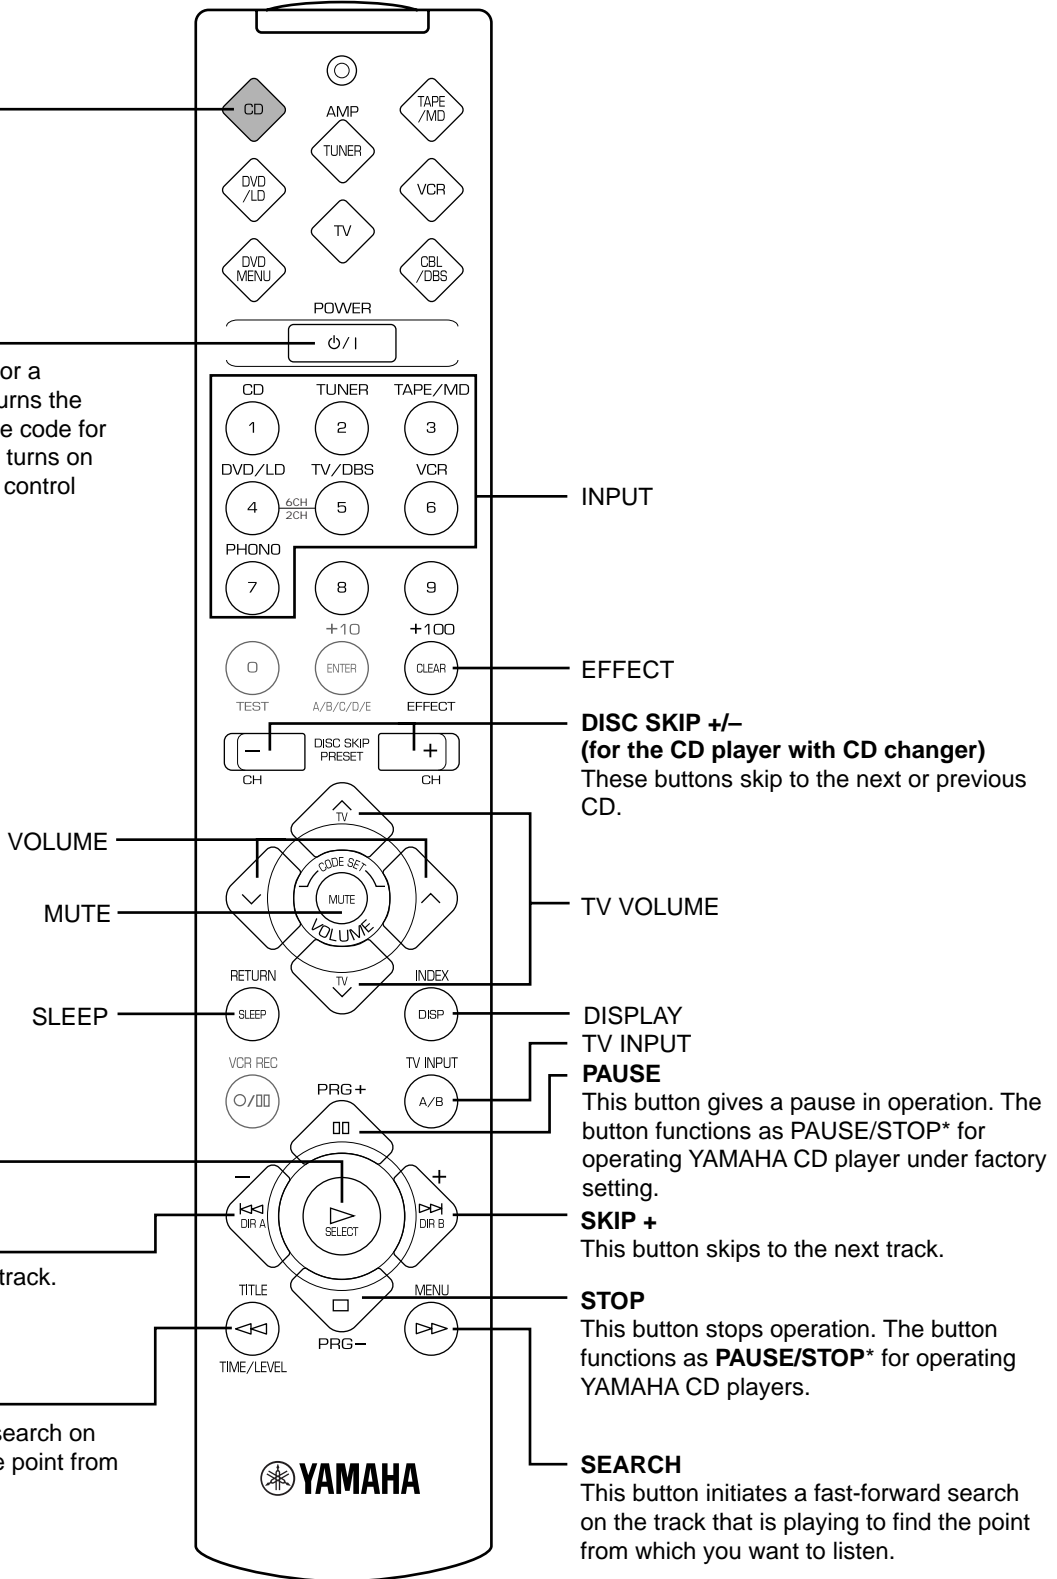 AMP
CD
TAPE
/MD
TUNER
DVD
/LD
VCR
TV
DVD
MENU
CBL
/DBS
POWER
⏻/I
or a
urns the
e code for
turns on
control
CD TUNER TAPE/MD
1 2 3
DVD/LD TV/DBS VCR
4 6CH 5 6
2CH
INPUT
PHONO
7 8 9
+10 +100
0 ENTER CLEAR
EFFECT
TEST A/B/C/D/E EFFECT
DISC SKIP +/–
(for the CD player with CD changer)
These buttons skip to the next or previous
CD.
– DISC SKIP +
PRESET
CH CH
TV
VOLUME
CODE SET
MUTE
MUTE
VOLUME
TV VOLUME
TV
RETURN INDEX
SLEEP
SLEEP DISP
DISPLAY
TV INPUT
VCR REC TV INPUT
A/B
PRG+
PAUSE
This button gives a pause in operation. The
button functions as PAUSE/STOP* for
operating YAMAHA CD player under factory
setting.
– +
DIR A SELECT DIR B
SKIP +
This button skips to the next track.
track.
TITLE MENU
PRG–
TIME/LEVEL
STOP
This button stops operation. The button
functions as PAUSE/STOP* for operating
YAMAHA CD players.
search on
e point from
YAMAHA
SEARCH
This button initiates a fast-forward search
on the track that is playing to find the point
from which you want to listen.